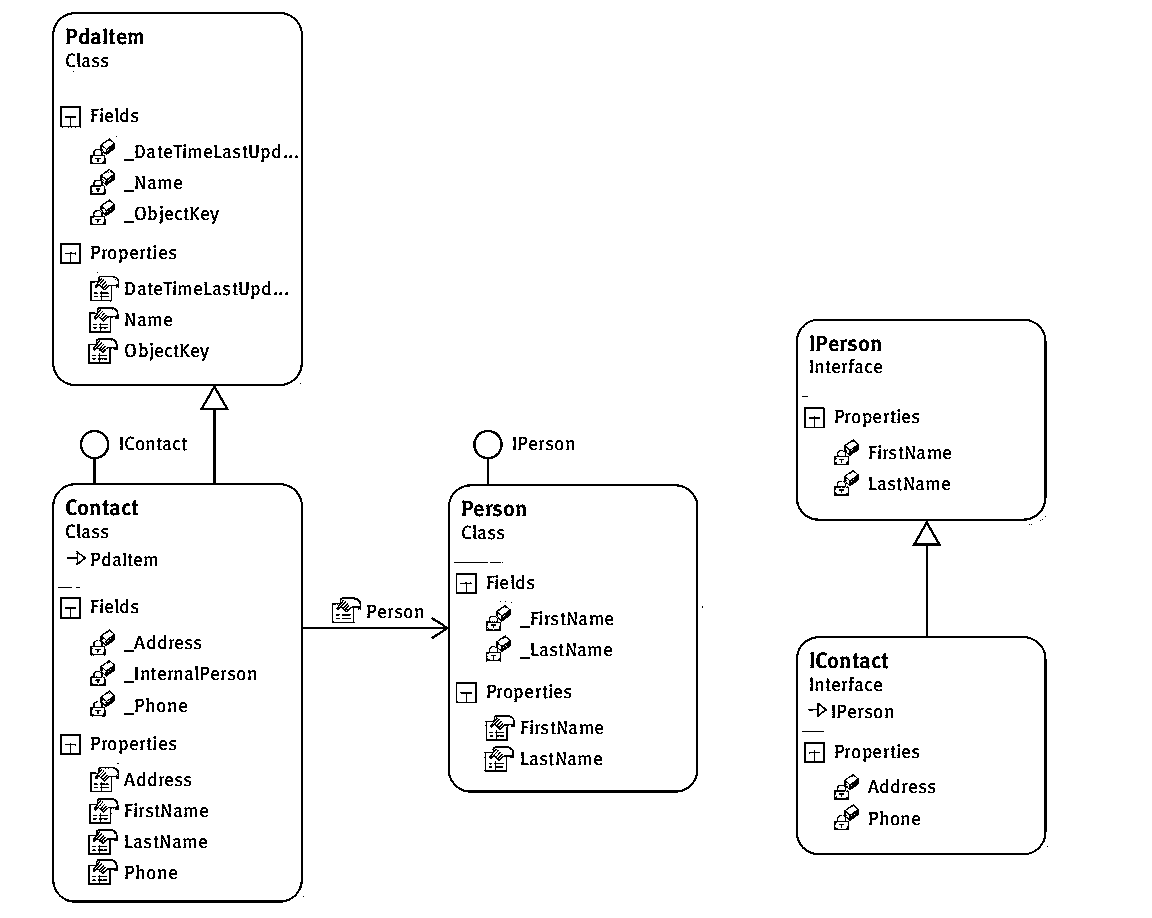 PdaItem
Class
Fields
_DateTimeLastUpd...
_Name
_ObjectKey
Properties
DateTimeLastUpd...
Name
ObjectKey
IContact
Contact
Class
PdaItem
Fields
_Address
_InternalPerson
_Phone
Properties
Address
FirstName
LastName
Phone
Person
IPerson
Person
Class
Fields
_FirstName
_LastName
Properties
FirstName
LastName
IPerson
Interface
Properties
FirstName
LastName
IContact
Interface
IPerson
Properties
Address
Phone